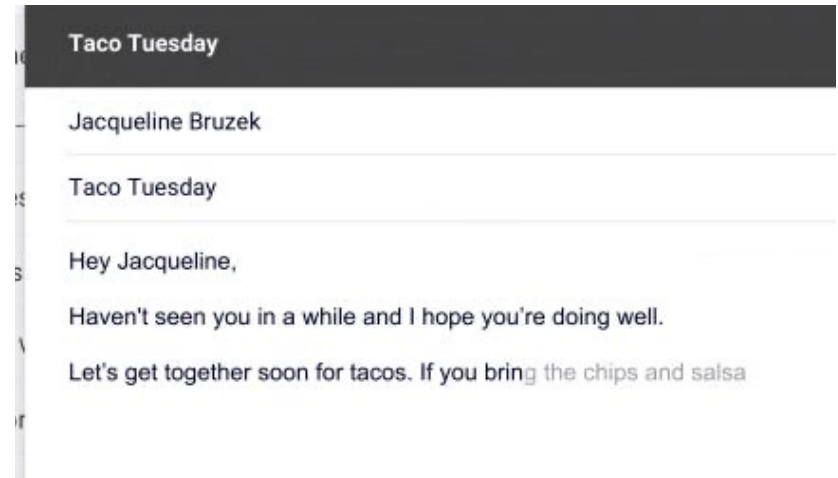 Taco Tuesday
Jacqueline Bruzek
Taco Tuesday
Hey Jacqueline,
Haven't seen you in a while and I hope you're doing well.
Let's get together soon for tacos. If you bring the chips and salsa